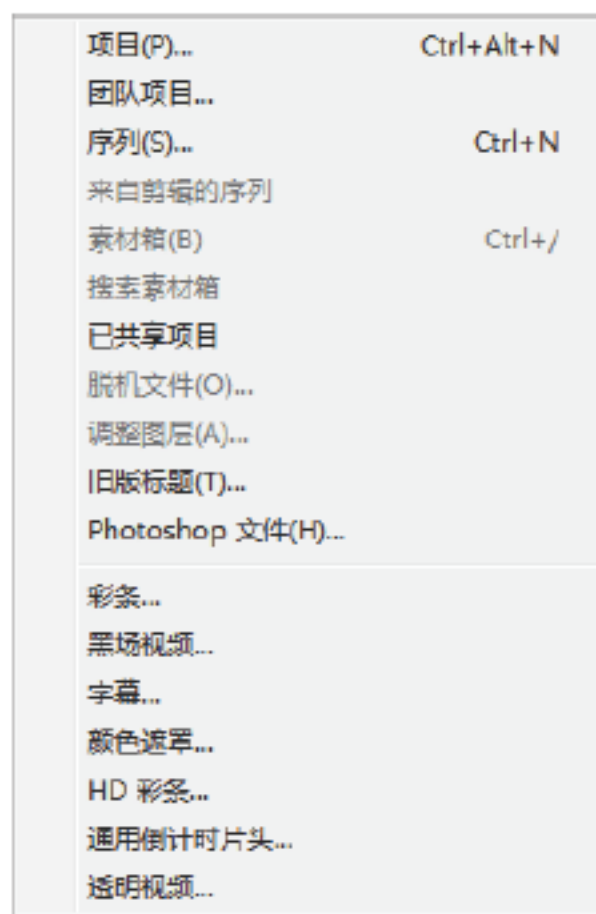 项目(P)... Ctrl+Alt+N
团队项目...
序列(S)... Ctrl+N
来自剪辑的序列
素材箱(B) Ctrl+/
搜索素材箱
已共享项目
脱机文件(O)...
调整图层(A)...
旧版标题(T)...
Photoshop 文件(H)...
彩条...
黑场视频...
字幕...
颜色遮罩...
HD 彩条...
通用倒计时片头...
透明视频...